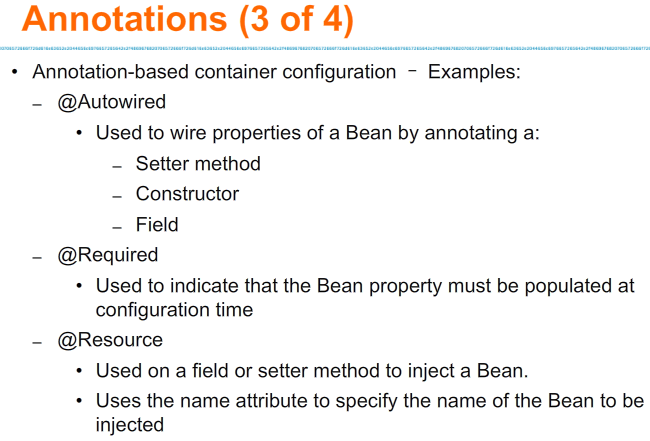 Annotations (3 of 4)
• Annotation-based container configuration – Examples:
– @Autowired
• Used to wire properties of a Bean by annotating a:
– Setter method
– Constructor
– Field
– @Required
• Used to indicate that the Bean property must be populated at
configuration time
– @Resource
• Used on a field or setter method to inject a Bean.
• Uses the name attribute to specify the name of the Bean to be
injected